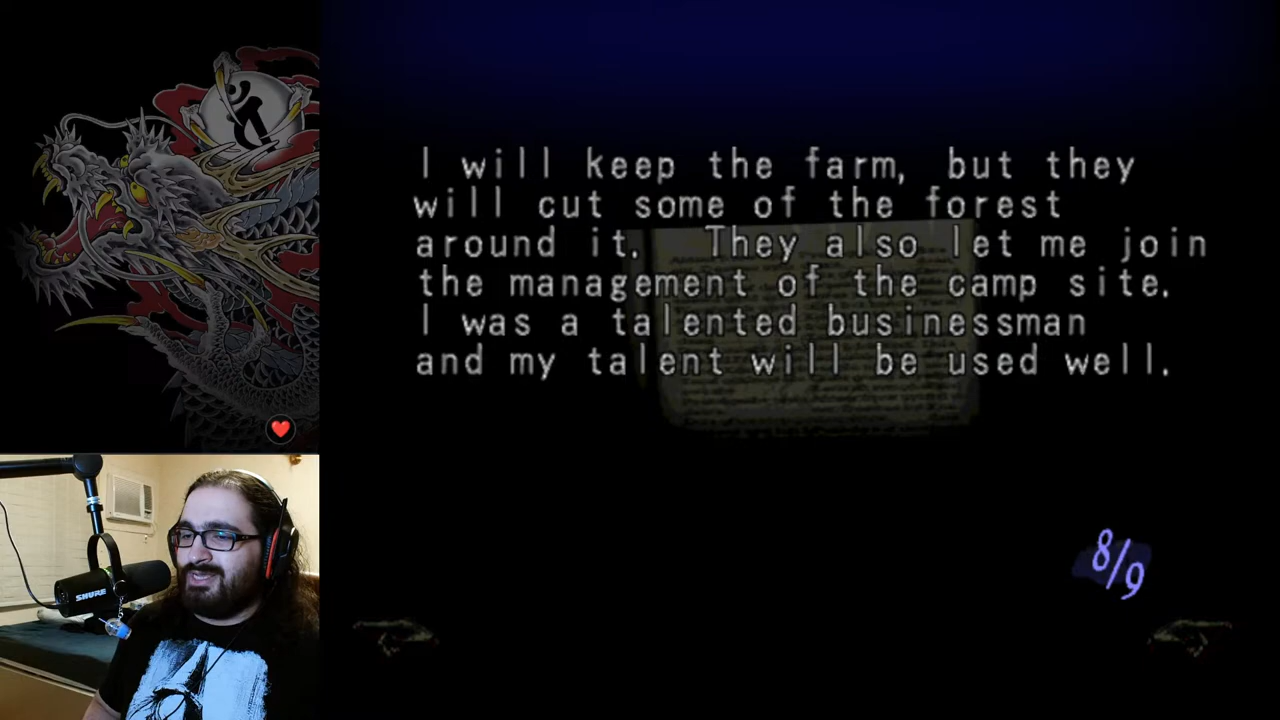 I will keep the farm, but they
will cut some of the forest
around it.  They also let me join
the management of the camp site.
I was a talented businessman
and my talent will be used well.
8/9
SHURE